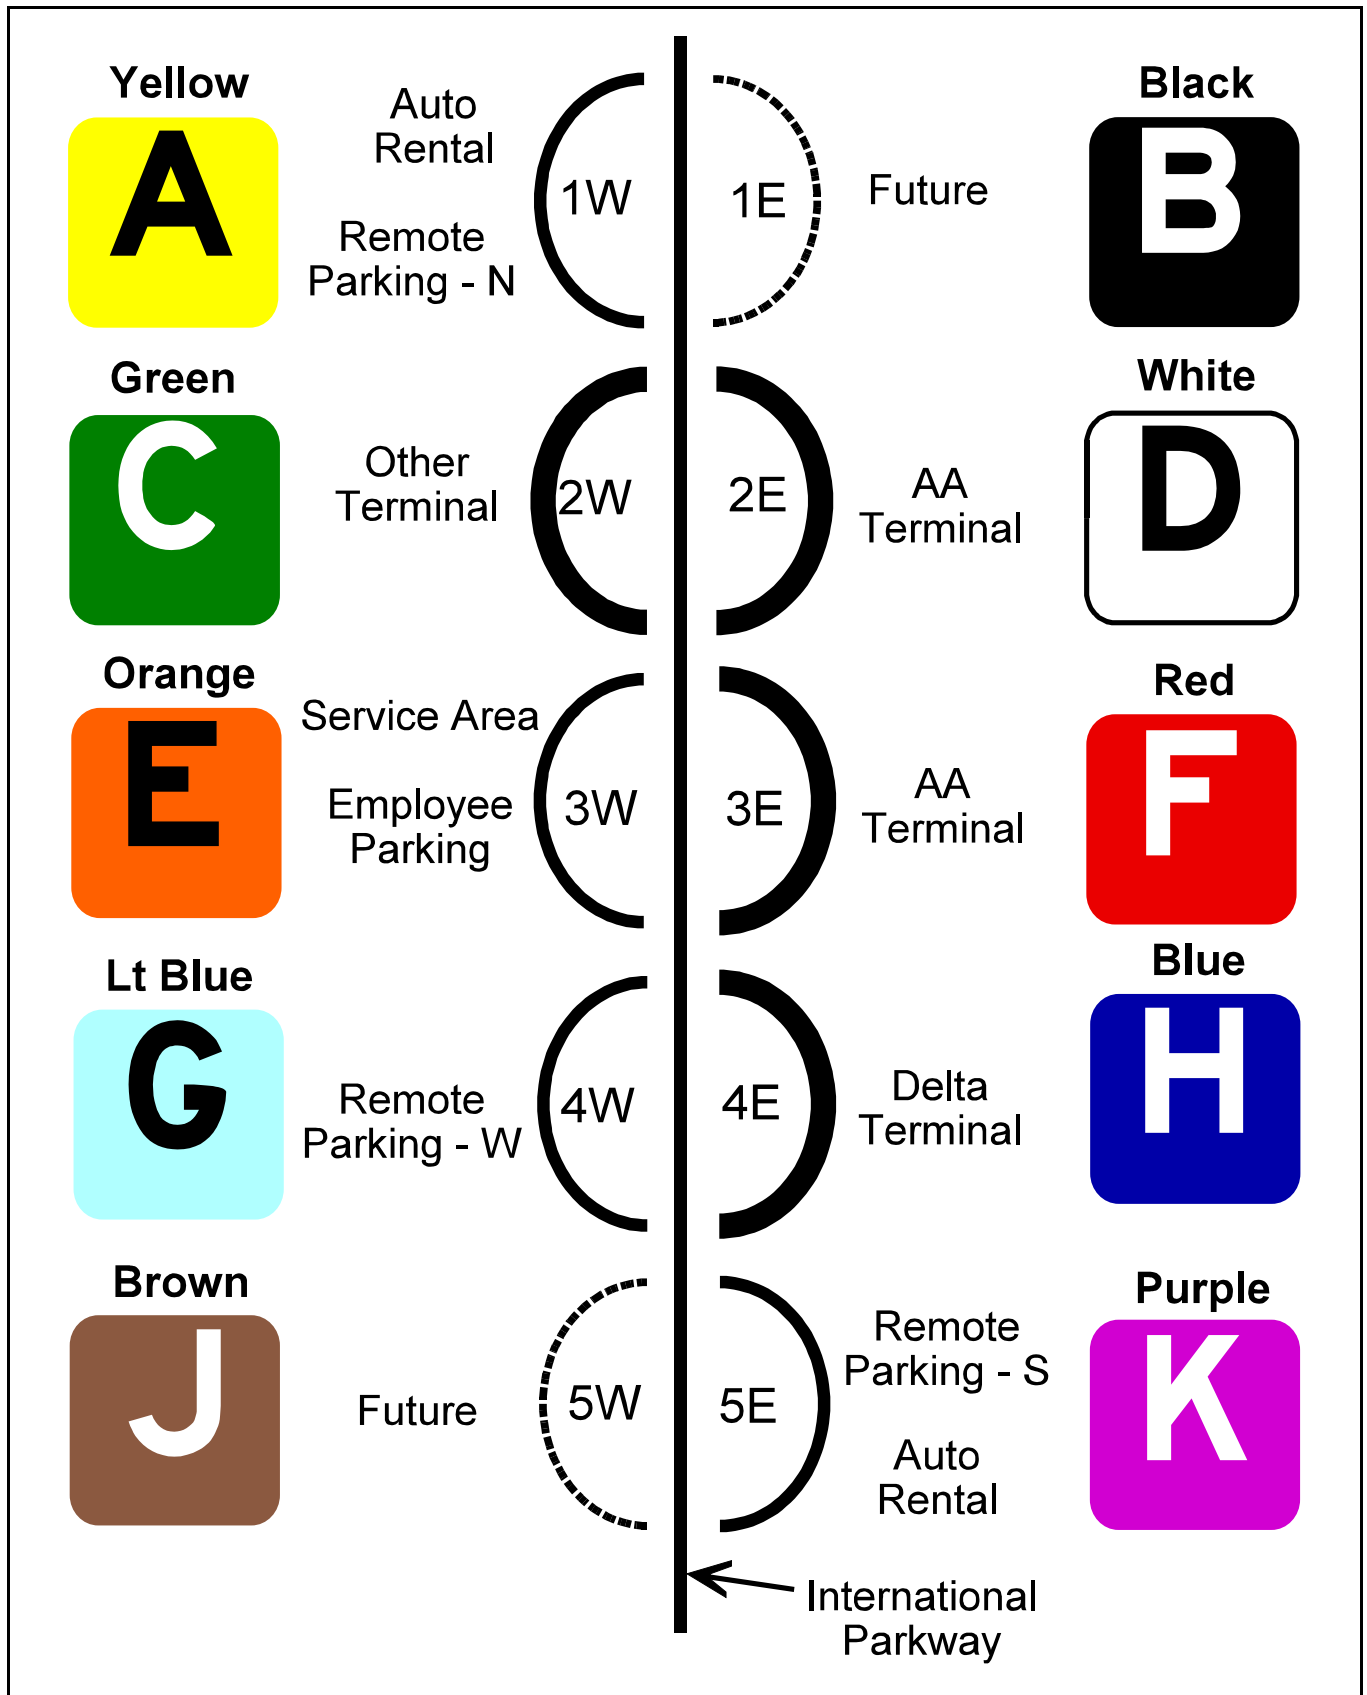 Yellow
A
Auto
Rental
Remote
Parking - N
1W
1E
Future
Black
B
Green
C
Other
Terminal
2W
2E
AA
Terminal
White
D
Orange
E
Service Area
Employee
Parking
3W
3E
AA
Terminal
Red
F
Lt Blue
G
Remote
Parking - W
4W
4E
Delta
Terminal
Blue
H
Brown
J
Future
5W
5E
Remote
Parking - S
Auto
Rental
Purple
K
International
Parkway